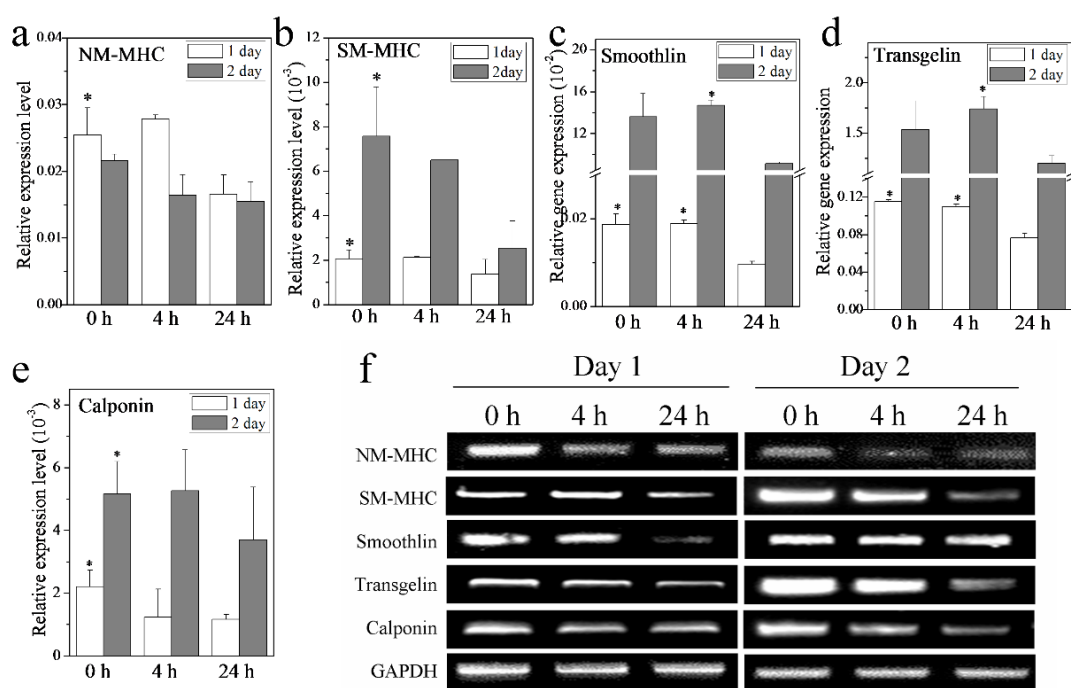 a
NM-MHC
1 day
2 day
Relative expression level
0.04
0.03
0.02
0.01
0.00
*
0 h 4 h 24 h
b
SM-MHC
1day
2day
Relative expression level (10-3)
12
10
8
6
4
2
0
*
*
0 h 4 h 24 h
c
Smoothlin
1 day
2 day
Relative gene expression (10-2)
20
16
12
8
0.02
0.00
*
*
*
0 h 4 h 24 h
d
Transgelin
1 day
2 day
Relative gene expression
1.75
1.5
1.2
0.12
0.08
0.04
0.00
*
*
*
0 h 4 h 24 h
e
Calponin
1 day
2 day
Relative expression level (10-3)
8
6
4
2
0
*
*
0 h 4 h 24 h
f
Day 1 Day 2
0 h 4 h 24 h 0 h 4 h 24 h
NM-MHC
SM-MHC
Smoothlin
Transgelin
Calponin
GAPDH